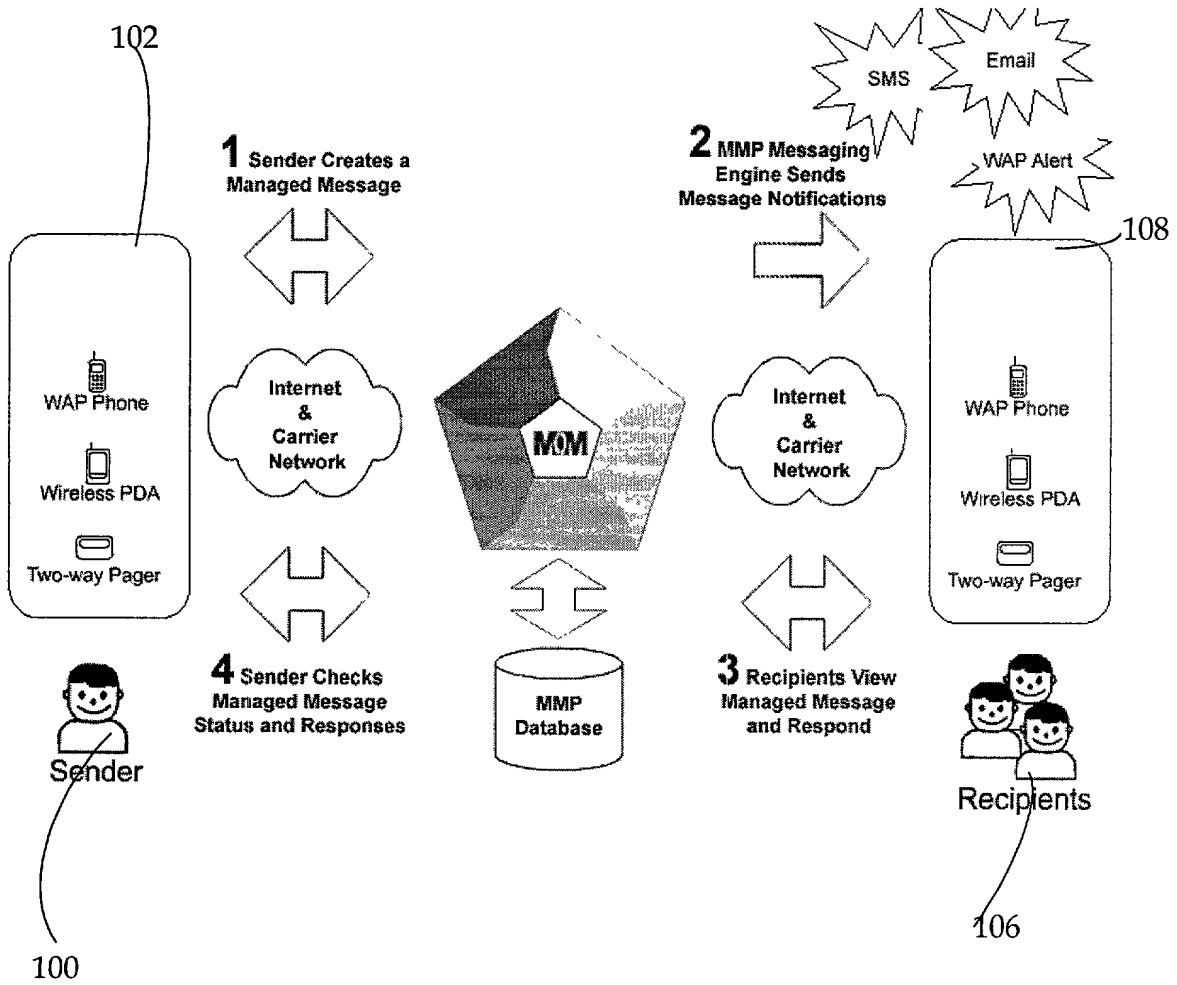 102
SMS
Email
WAP Alert
1 Sender Creates a
Managed Message
2 MMP Messaging
Engine Sends
Message Notifications
108
WAP Phone
Wireless PDA
Two-way Pager
Internet
&
Carrier
Network
Internet
&
Carrier
Network
WAP Phone
Wireless PDA
Two-way Pager
4 Sender Checks
Managed Message
Status and Responses
MMP
Database
3 Recipients View
Managed Message
and Respond
Sender
Recipients
100
106